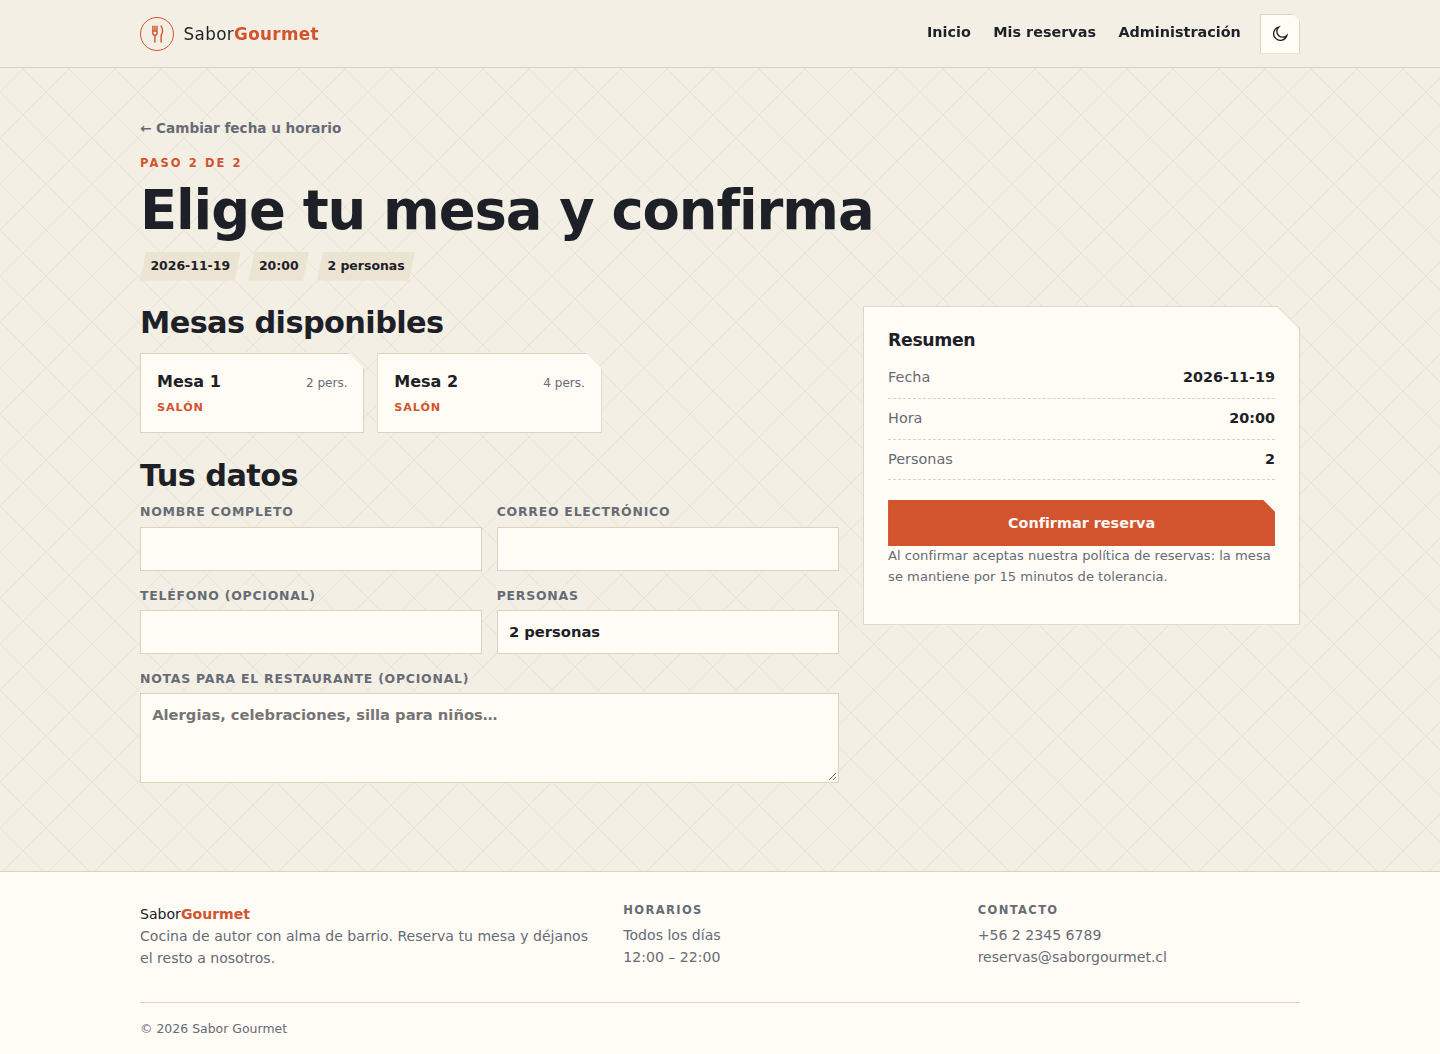 SaborGourmet
Inicio
Mis reservas
Administración
← Cambiar fecha u horario
PASO 2 DE 2
Elige tu mesa y confirma
2026-11-19
20:00
2 personas
Mesas disponibles
Mesa 1
2 pers.
SALÓN
Mesa 2
4 pers.
SALÓN
Tus datos
NOMBRE COMPLETO
CORREO ELECTRÓNICO
TELÉFONO (OPCIONAL)
PERSONAS
2 personas
NOTAS PARA EL RESTAURANTE (OPCIONAL)
Alergias, celebraciones, silla para niños…
Resumen
Fecha
2026-11-19
Hora
20:00
Personas
2
Confirmar reserva
Al confirmar aceptas nuestra política de reservas: la mesa
se mantiene por 15 minutos de tolerancia.
SaborGourmet
Cocina de autor con alma de barrio. Reserva tu mesa y déjanos
el resto a nosotros.
HORARIOS
Todos los días
12:00 – 22:00
CONTACTO
+56 2 2345 6789
reservas@saborgourmet.cl
© 2026 Sabor Gourmet